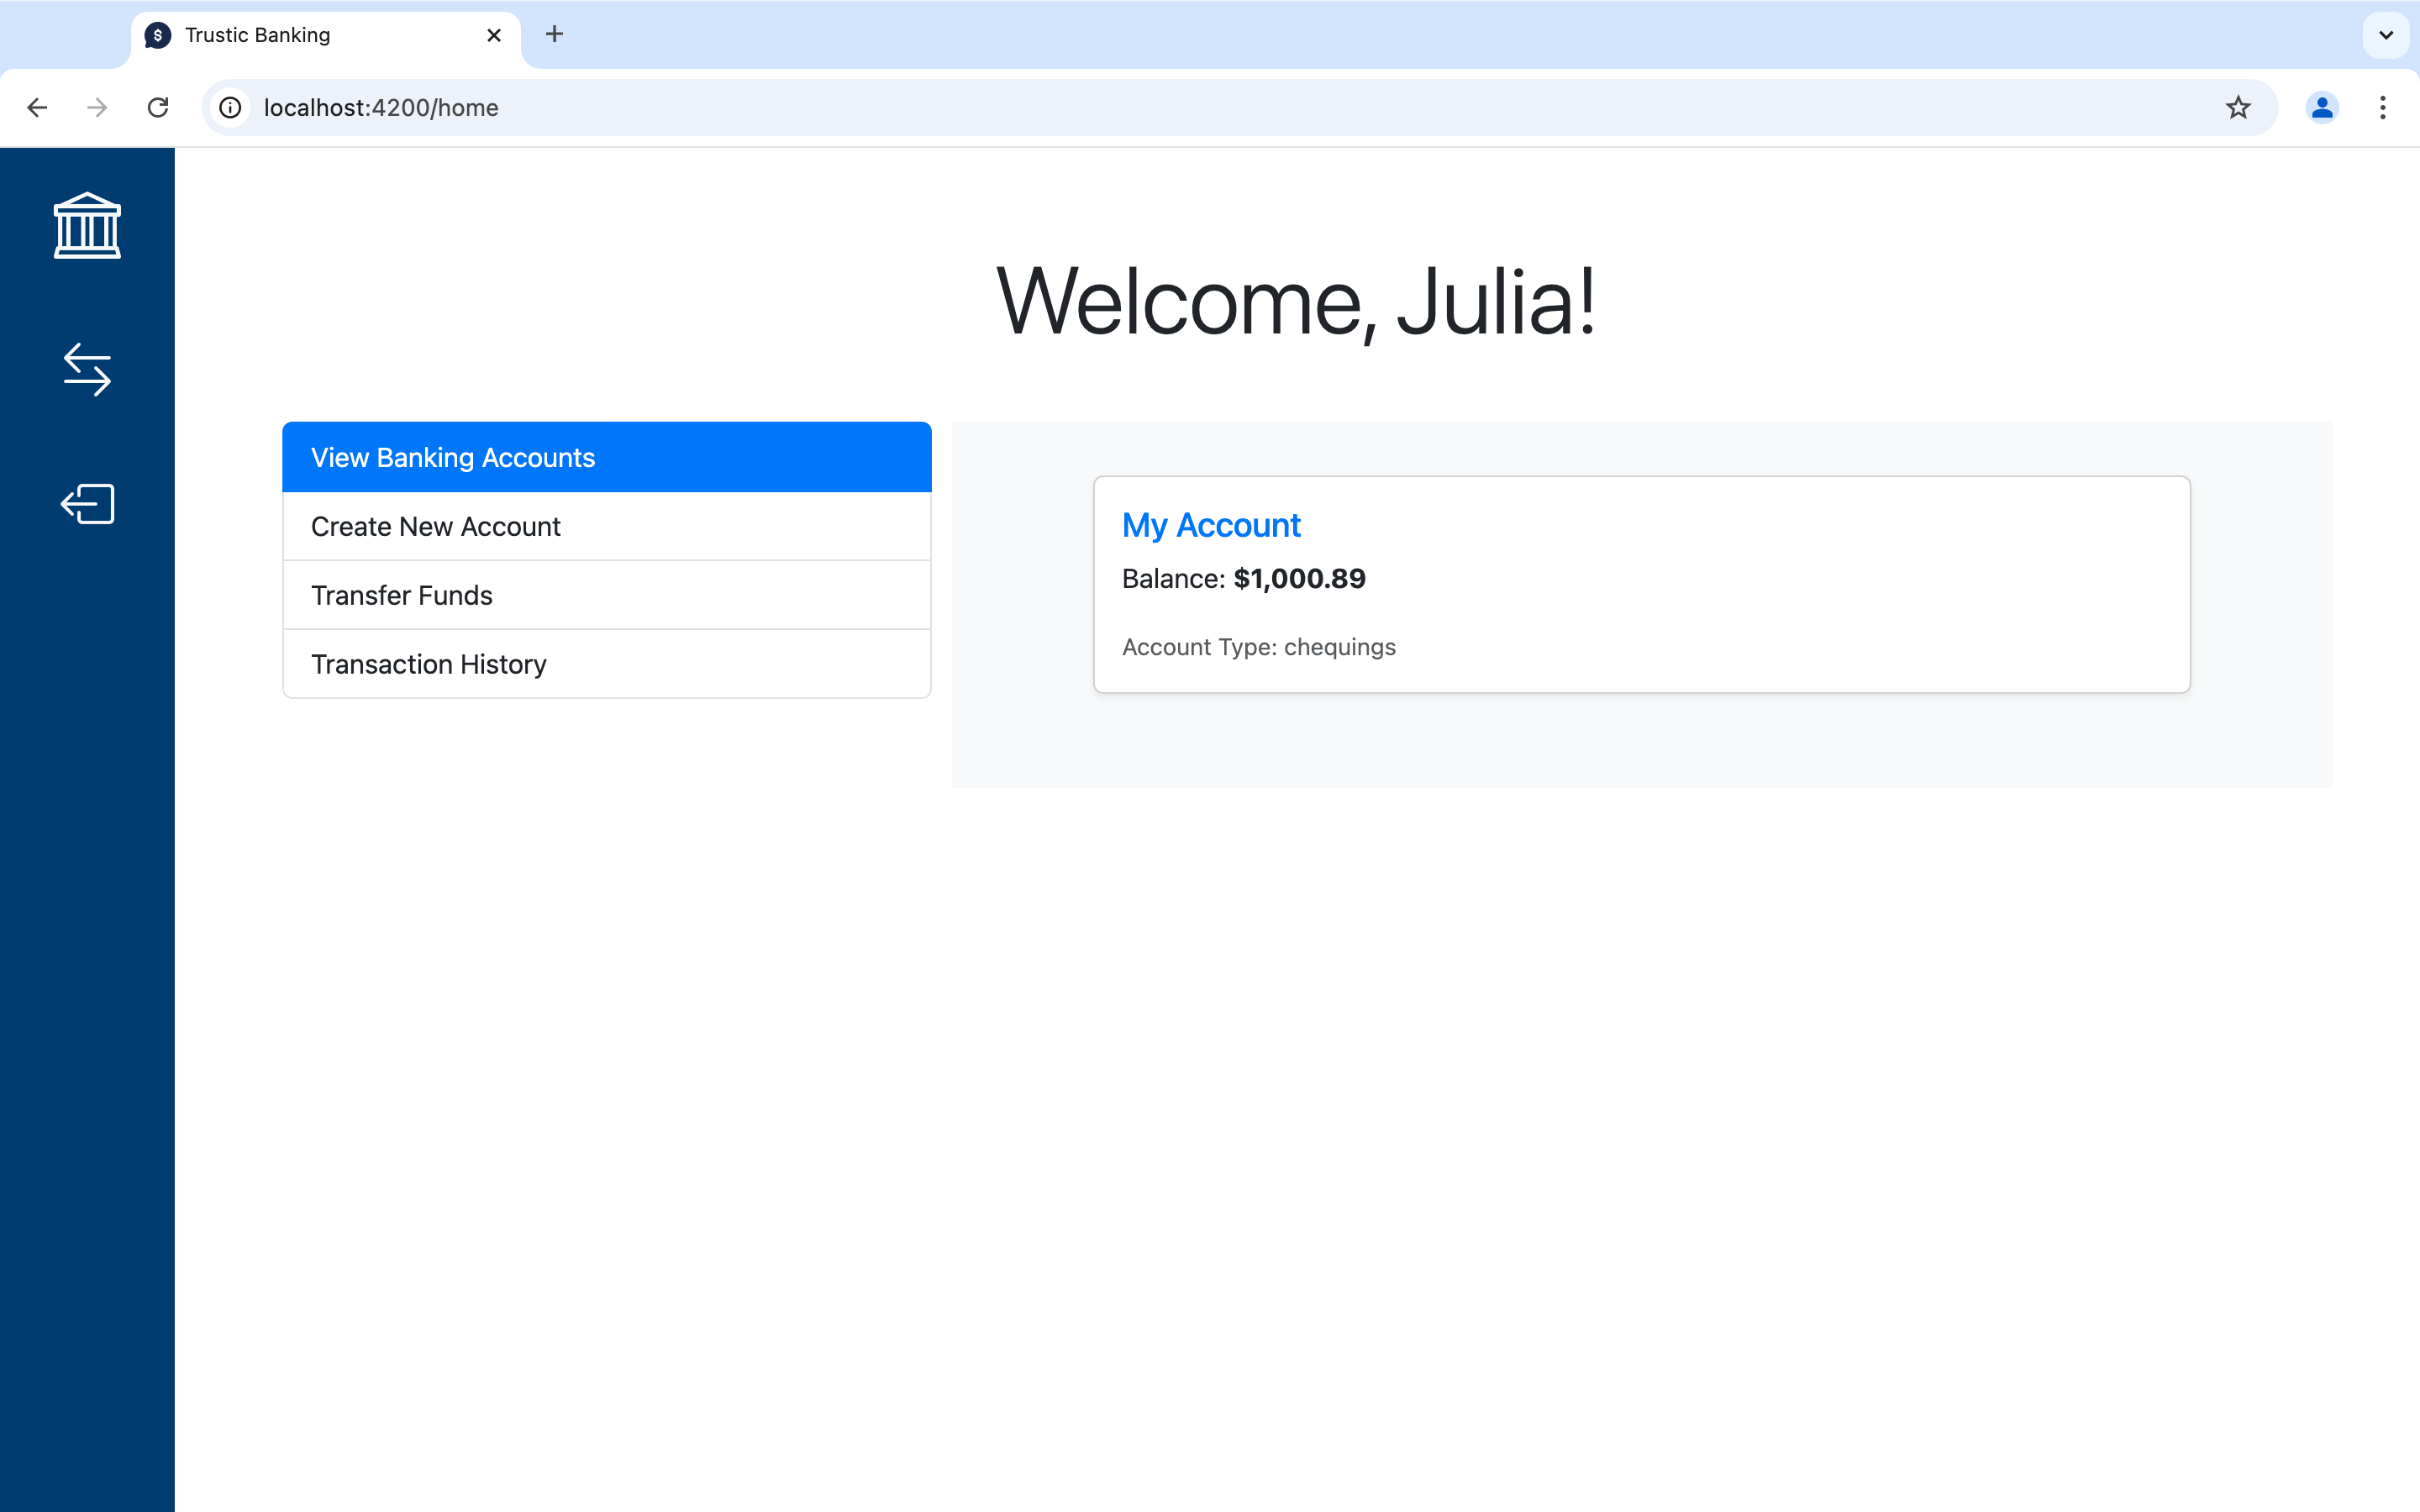 Trustic Banking
localhost:4200/home
Welcome, Julia!
View Banking Accounts
Create New Account
Transfer Funds
Transaction History
My Account
Balance: $1,000.89
Account Type: chequings